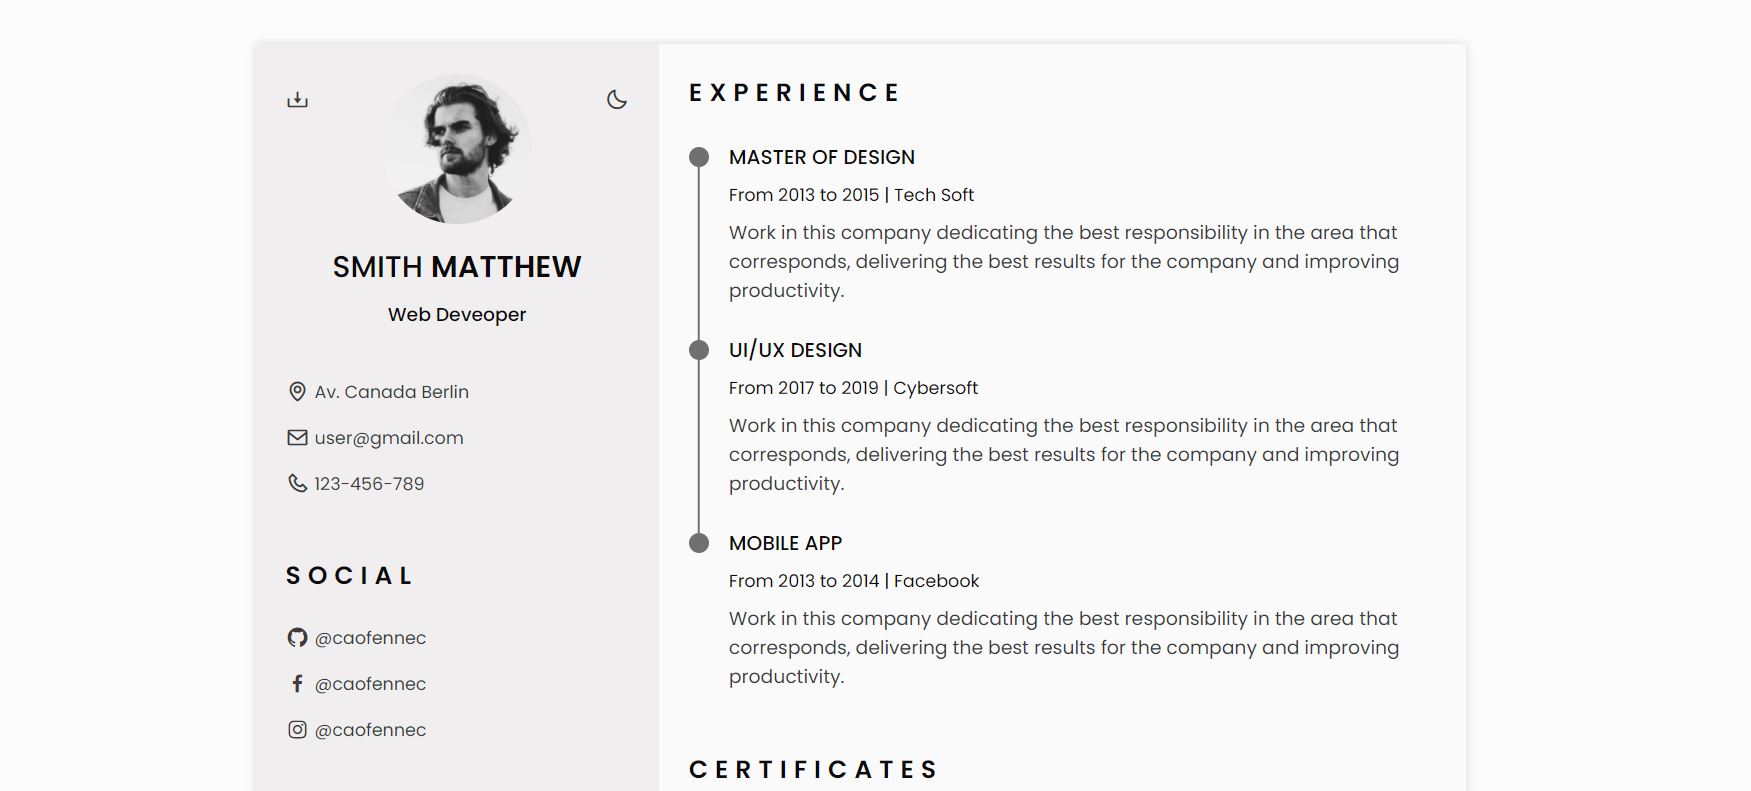 SMITH MATTHEW
Web Deveoper
Av. Canada Berlin
user@gmail.com
123-456-789
SOCIAL
@caofennec
@caofennec
@caofennec
EXPERIENCE
MASTER OF DESIGN
From 2013 to 2015 | Tech Soft
Work in this company dedicating the best responsibility in the area that
corresponds, delivering the best results for the company and improving
productivity.
UI/UX DESIGN
From 2017 to 2019 | Cybersoft
Work in this company dedicating the best responsibility in the area that
corresponds, delivering the best results for the company and improving
productivity.
MOBILE APP
From 2013 to 2014 | Facebook
Work in this company dedicating the best responsibility in the area that
corresponds, delivering the best results for the company and improving
productivity.
CERTIFICATES